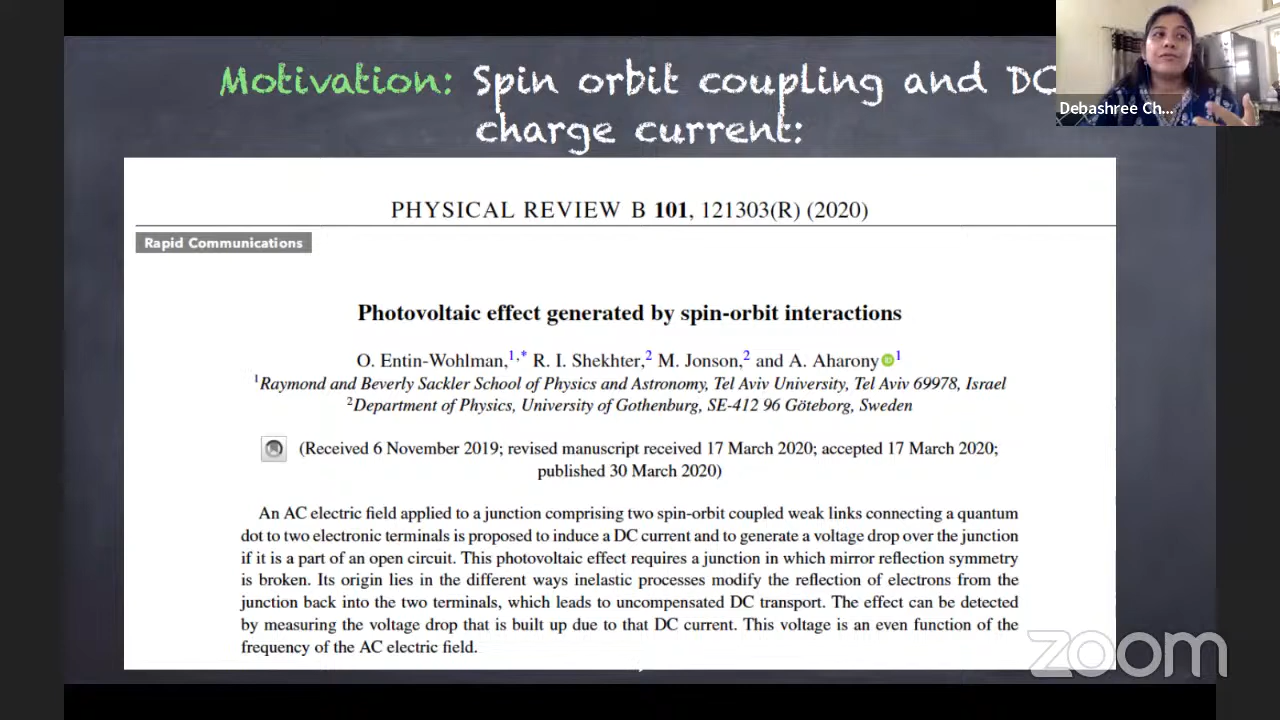 Motivation: Spin orbit coupling and DC
charge current:
Debashree Ch...
PHYSICAL REVIEW B 101, 121303(R) (2020)
Rapid Communications
Photovoltaic effect generated by spin-orbit interactions
O. Entin-Wohlman,1,* R. I. Shekhter,2 M. Jonson,2 and A. Aharony iD 1
1Raymond and Beverly Sackler School of Physics and Astronomy, Tel Aviv University, Tel Aviv 69978, Israel
2Department of Physics, University of Gothenburg, SE-412 96 Göteborg, Sweden
(Received 6 November 2019; revised manuscript received 17 March 2020; accepted 17 March 2020;
published 30 March 2020)
An AC electric field applied to a junction comprising two spin-orbit coupled weak links connecting a quantum
dot to two electronic terminals is proposed to induce a DC current and to generate a voltage drop over the junction
if it is a part of an open circuit. This photovoltaic effect requires a junction in which mirror reflection symmetry
is broken. Its origin lies in the different ways inelastic processes modify the reflection of electrons from the
junction back into the two terminals, which leads to uncompensated DC transport. The effect can be detected
by measuring the voltage drop that is built up due to that DC current. This voltage is an even function of the
frequency of the AC electric field.
zoom